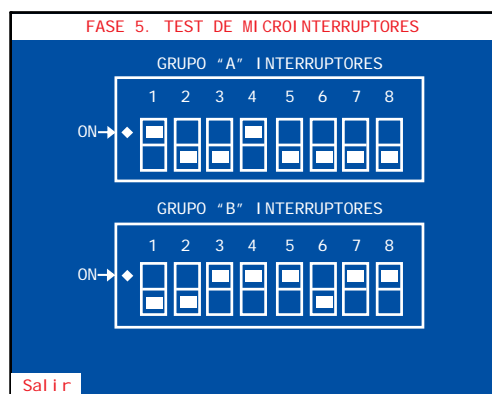 FASE 5. TEST DE MICROINTERRUPTORES
GRUPO “A” INTERRUPTORES
1 2 3 4 5 6 7 8
ON
GRUPO “B” INTERRUPTORES
1 2 3 4 5 6 7 8
ON
Salir